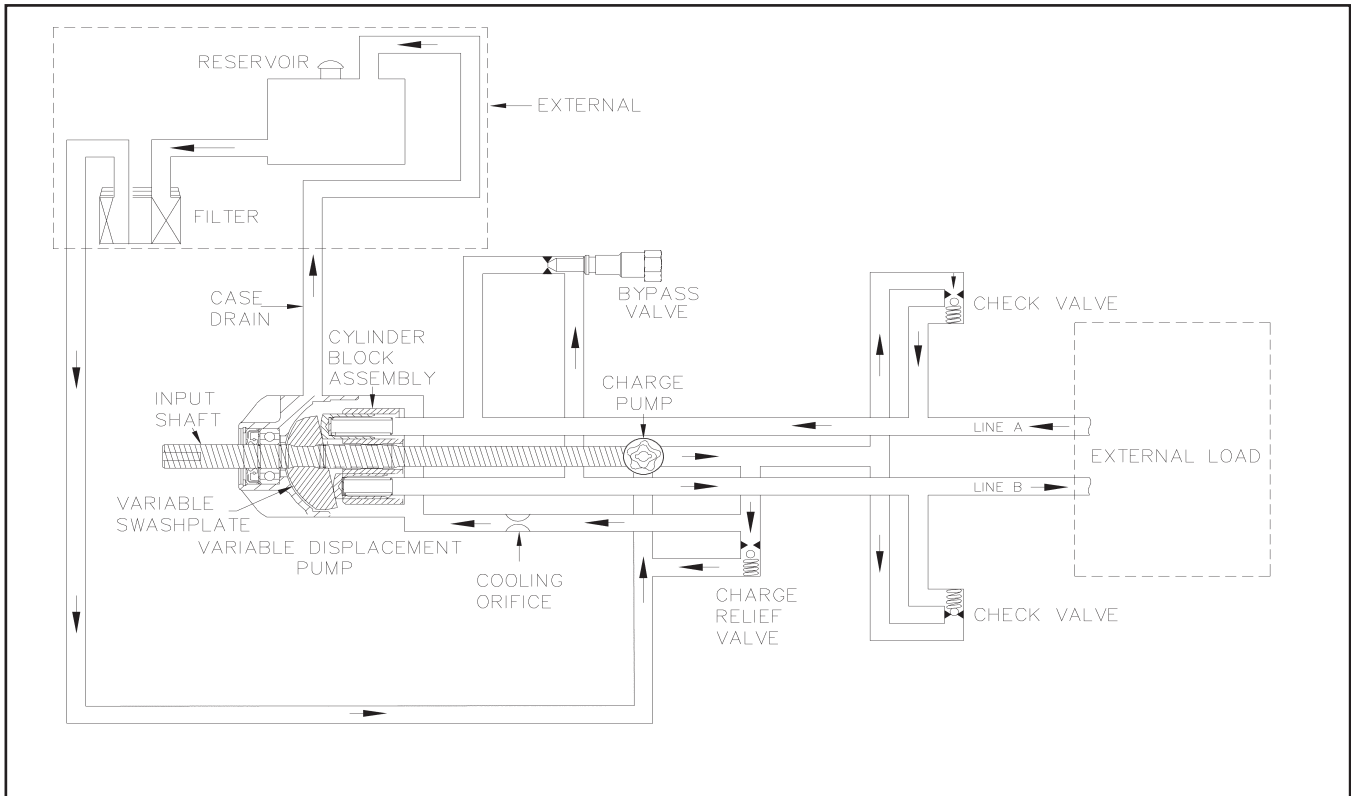 RESERVOIR
EXTERNAL
FILTER
CASE
DRAIN
BYPASS
VALVE
CHECK VALVE
CYLINDER
BLOCK
ASSEMBLY
CHARGE
PUMP
INPUT
SHAFT
LINE A
EXTERNAL LOAD
LINE B
VARIABLE
SWASHPLATE
VARIABLE DISPLACEMENT
PUMP
COOLING
ORIFICE
CHARGE
RELIEF
VALVE
CHECK VALVE